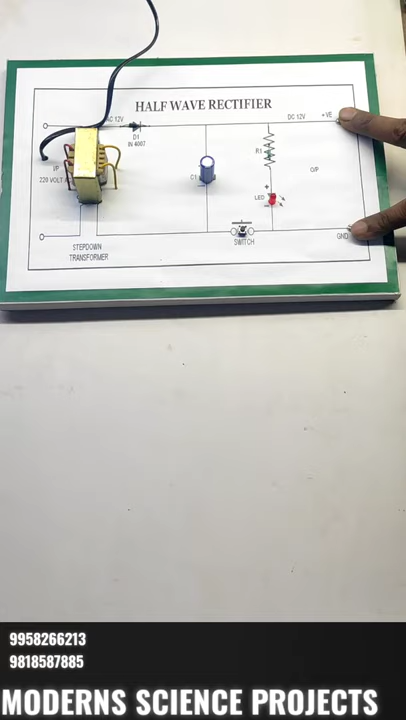 HALF WAVE RECTIFIER
AC 12V
DC 12V
+VE
D1
IN 4007
R1
I/P
220 VOLT
O/P
C1
+
LED
SWITCH
GND
STEPDOWN
TRANSFORMER
9958266213
9818587885
MODERNS SCIENCE PROJECTS